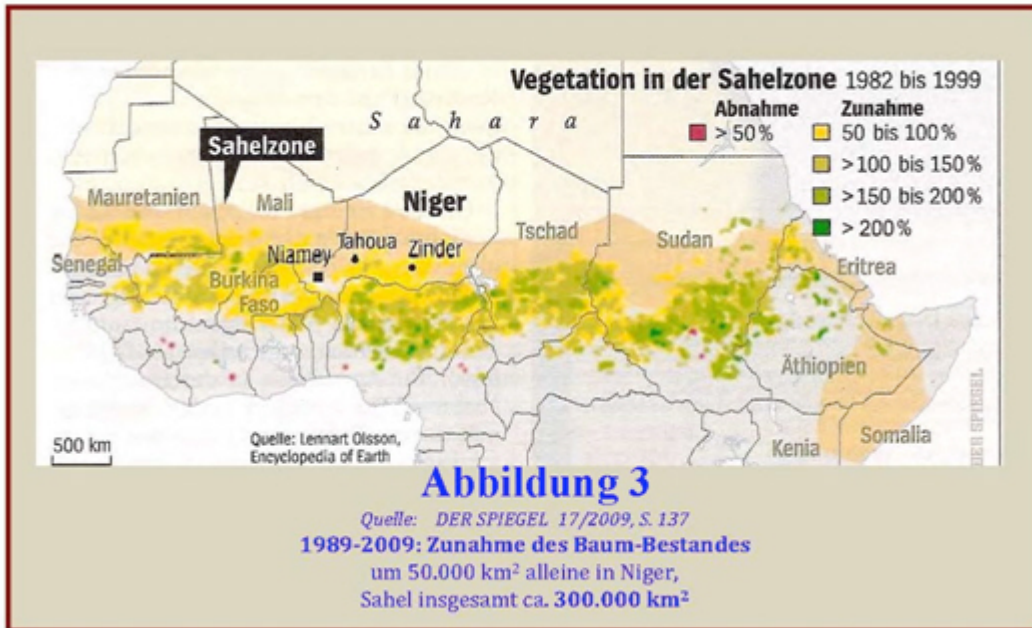 Vegetation in der Sahelzone 1982 bis 1999
Abnahme
> 50 %
Zunahme
50 bis 100 %
>100 bis 150 %
>150 bis 200 %
> 200 %
Sahara
Sahelzone
Mauretanien
Mali
Niger
Tschad
Sudan
Eritrea
Senegal
Niamey
Tahoua
Zinder
Burkina
Faso
Äthiopien
Kenia
Somalia
500 km
Quelle: Lennart Olsson,
Encyclopedia of Earth
DER SPIEGEL
Abbildung 3
Quelle: DER SPIEGEL 17/2009, S. 137
1989-2009: Zunahme des Baum-Bestandes
um 50.000 km² alleine in Niger,
Sahel insgesamt ca. 300.000 km²